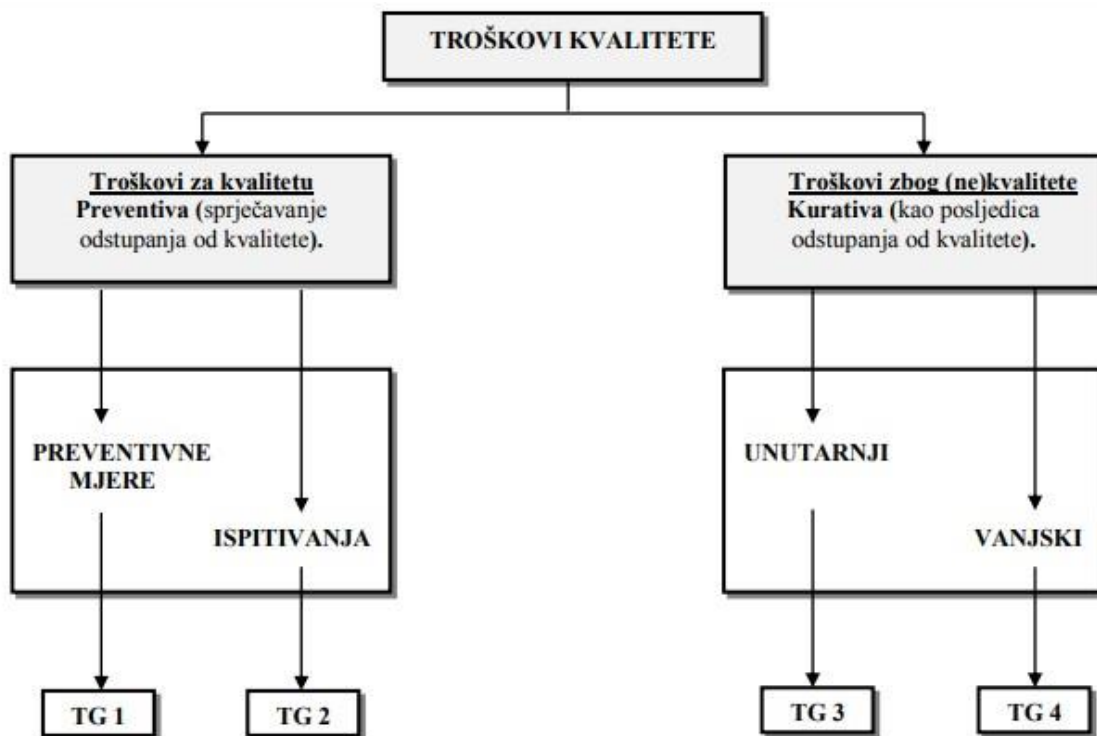 TROŠKOVI KVALITETE
Troškovi za kvalitetu
Preventiva (sprječavanje
odstupanja od kvalitete).
Troškovi zbog (ne)kvalitete
Kurativa (kao posljedica
odstupanja od kvalitete).
PREVENTIVNE
MJERE
ISPITIVANJA
UNUTARNJI
VANJSKI
TG 1
TG 2
TG 3
TG 4